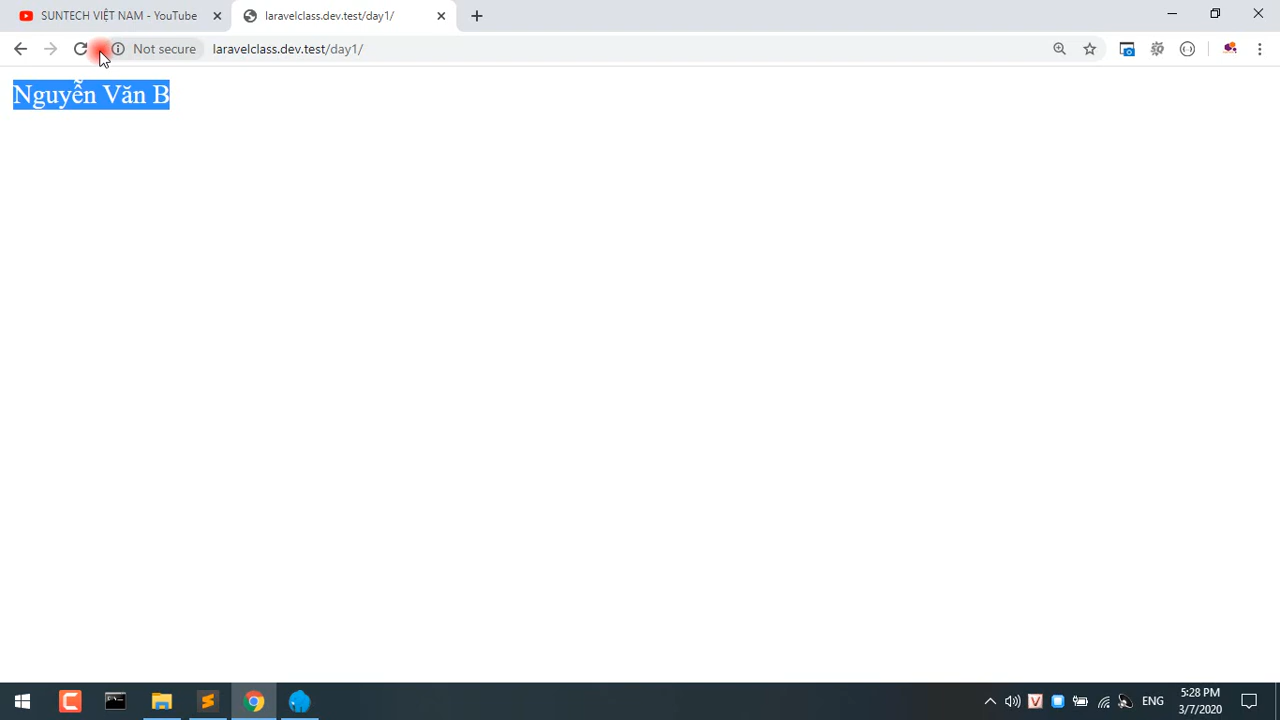 SUNTECH VIỆT NAM - YouTube
laravelclass.dev.test/day1/
Not secure
laravelclass.dev.test/day1/
Nguyễn Văn B
ENG
5:28 PM
3/7/2020